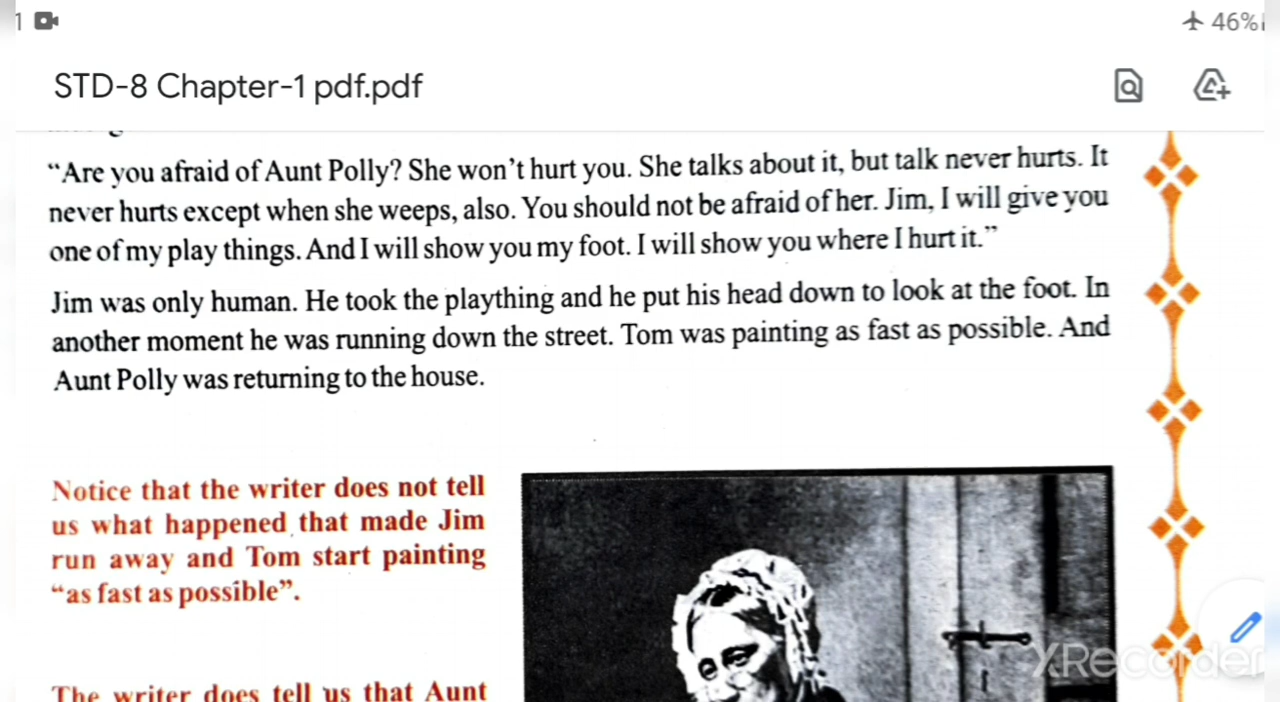 1
46%
STD-8 Chapter-1 pdf.pdf
“Are you afraid of Aunt Polly? She won’t hurt you. She talks about it, but talk never hurts. It
never hurts except when she weeps, also. You should not be afraid of her. Jim, I will give you
one of my play things. And I will show you my foot. I will show you where I hurt it.”
Jim was only human. He took the plaything and he put his head down to look at the foot. In
another moment he was running down the street. Tom was painting as fast as possible. And
Aunt Polly was returning to the house.
Notice that the writer does not tell
us what happened that made Jim
run away and Tom start painting
“as fast as possible”.
The writer does tell us that Aunt
XRecorder